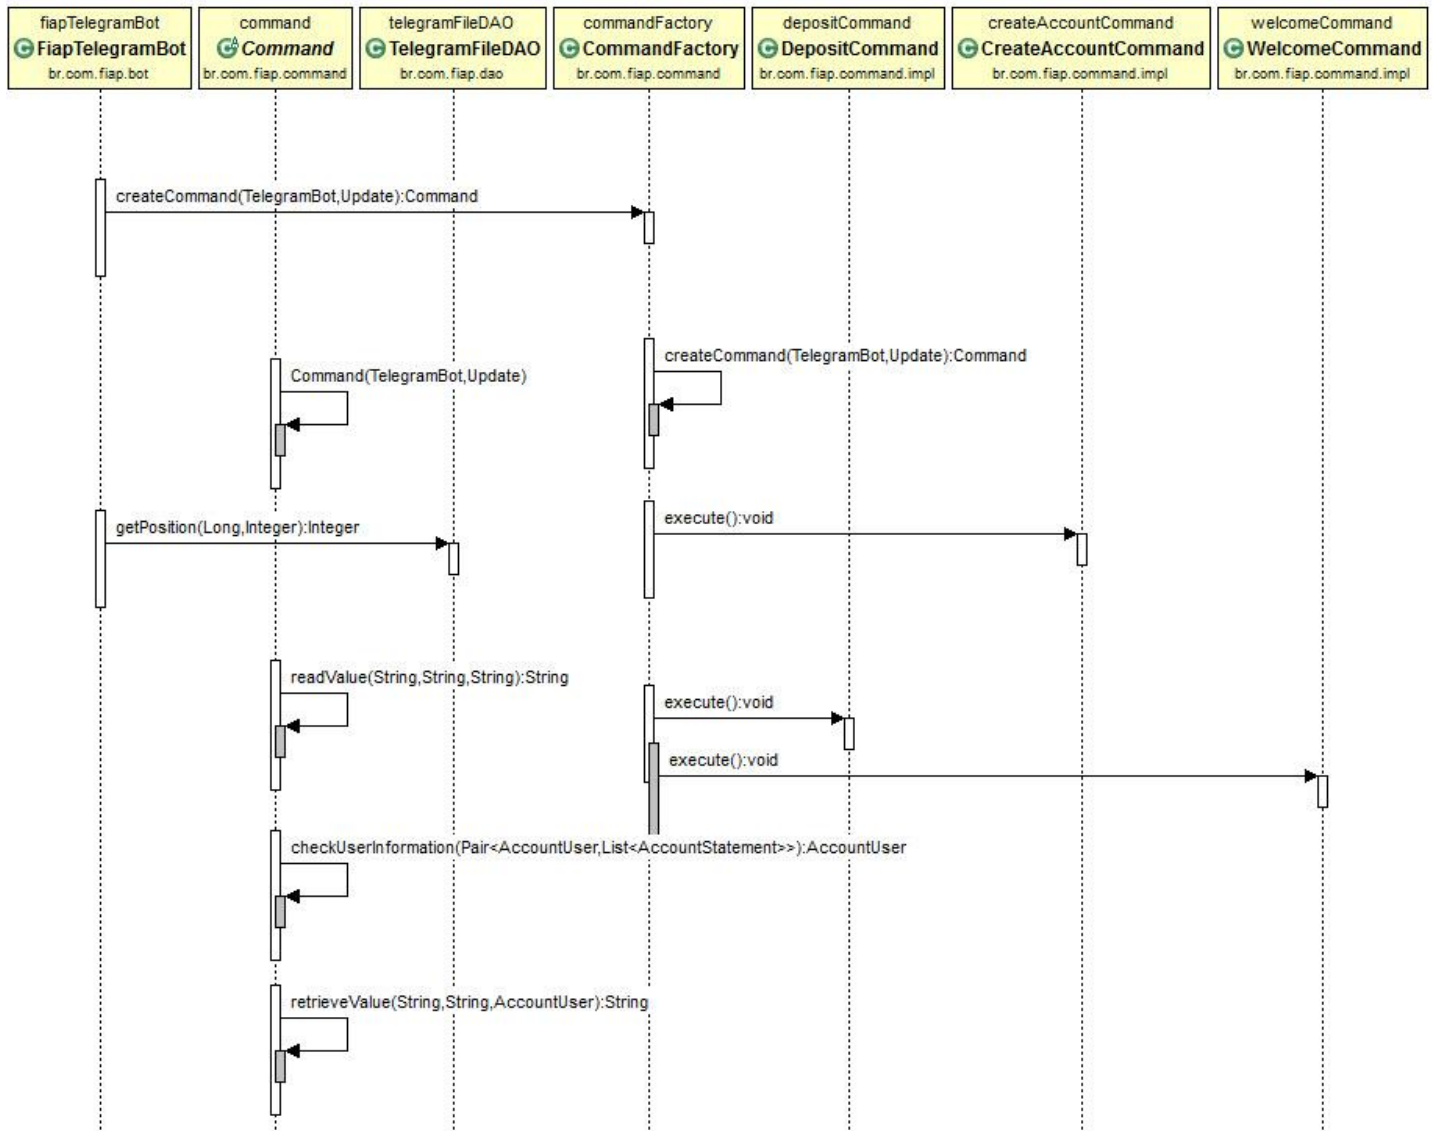 fiapTelegramBot
FiapTelegramBot
br.com.fiap.bot
command
Command
br.com.fiap.command
telegramFileDAO
TelegramFileDAO
br.com.fiap.dao
commandFactory
CommandFactory
br.com.fiap.command
depositCommand
DepositCommand
br.com.fiap.command.impl
createAccountCommand
CreateAccountCommand
br.com.fiap.command.impl
welcomeCommand
WelcomeCommand
br.com.fiap.command.impl
createCommand(TelegramBot,Update):Command
createCommand(TelegramBot,Update):Command
Command(TelegramBot,Update)
execute():void
getPosition(Long,Integer):Integer
readValue(String,String,String):String
execute():void
execute():void
checkUserInformation(Pair<AccountUser,List<AccountStatement>>):AccountUser
retrieveValue(String,String,AccountUser):String